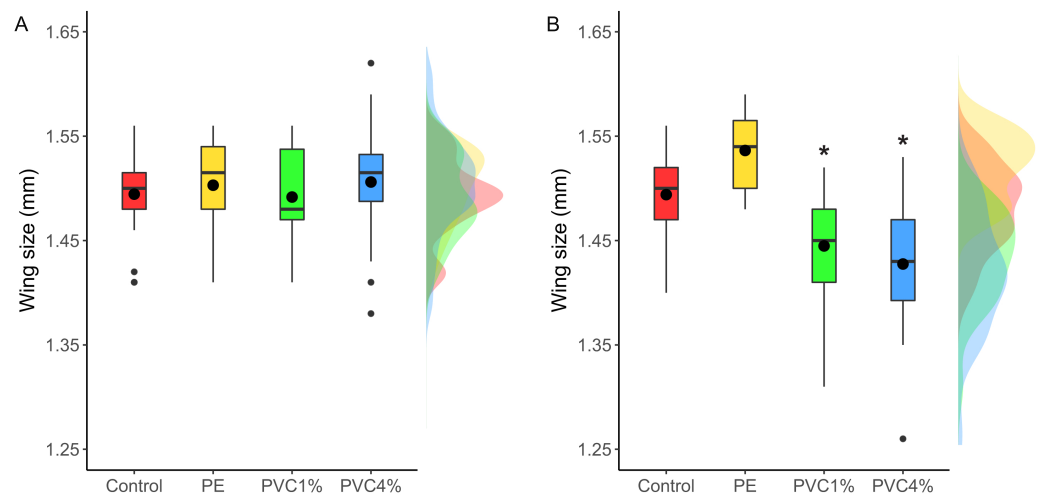 A
1.65
1.55
1.45
1.35
1.25
Wing size (mm)
Control PE PVC1% PVC4%
B
1.65
1.55
1.45
1.35
1.25
Wing size (mm)
* *
Control PE PVC1% PVC4%